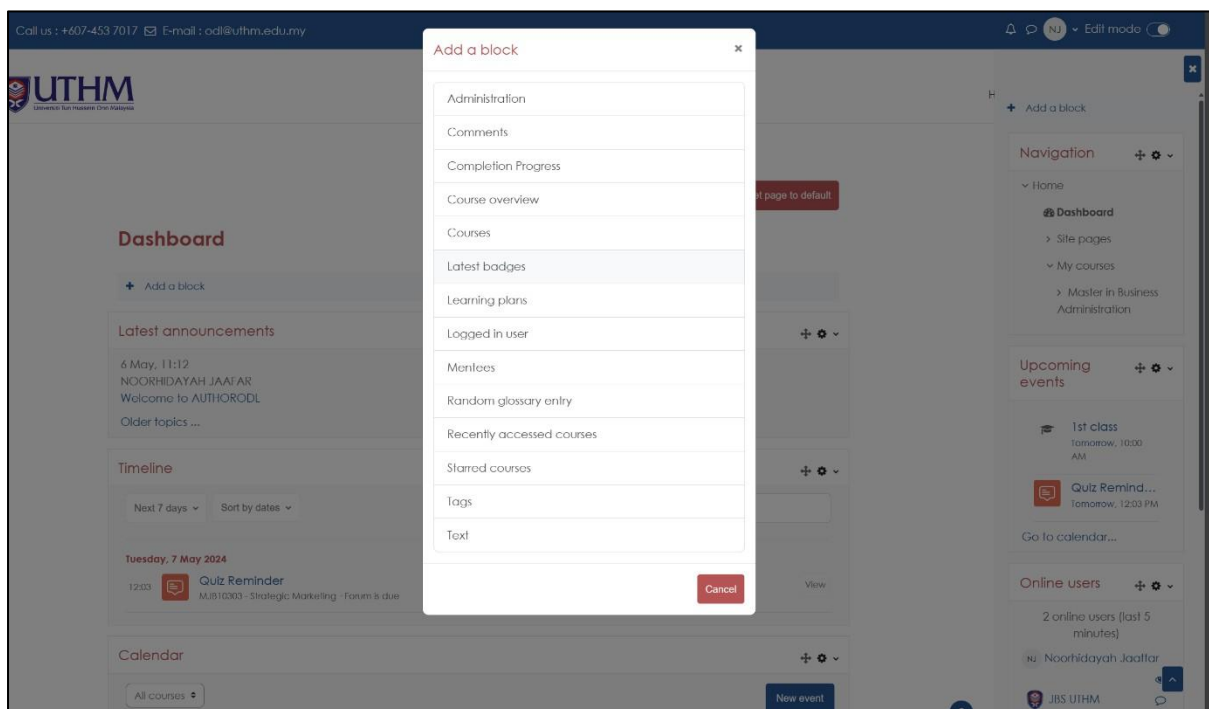 Call us : +607-453 7017 E-mail : odl@uthm.edu.my
NJ Edit mode
UTHM
Universiti Tun Hussein Onn Malaysia
H
Add a block
×
Administration
Comments
Completion Progress
Course overview
Courses
Latest badges
Learning plans
Logged in user
Mentees
Random glossary entry
Recently accessed courses
Starred courses
Tags
Text
Cancel
et page to default
Dashboard
+ Add a block
Latest announcements
6 May, 11:12
NOORHIDAYAH JAAFAR
Welcome to AUTHORODL
Older topics ...
Timeline
Next 7 days
Sort by dates
Tuesday, 7 May 2024
12:03
Quiz Reminder
MJB10303 - Strategic Marketing · Forum is due
View
Calendar
All courses
New event
×
+ Add a block
Navigation
Home
Dashboard
> Site pages
My courses
> Master in Business
Administration
Upcoming
events
1st class
Tomorrow, 10:00
AM
Quiz Remind...
Tomorrow, 12:03 PM
Go to calendar...
Online users
2 online users (last 5
minutes)
NJ Noorhidayah Jaaffar
JBS UTHM